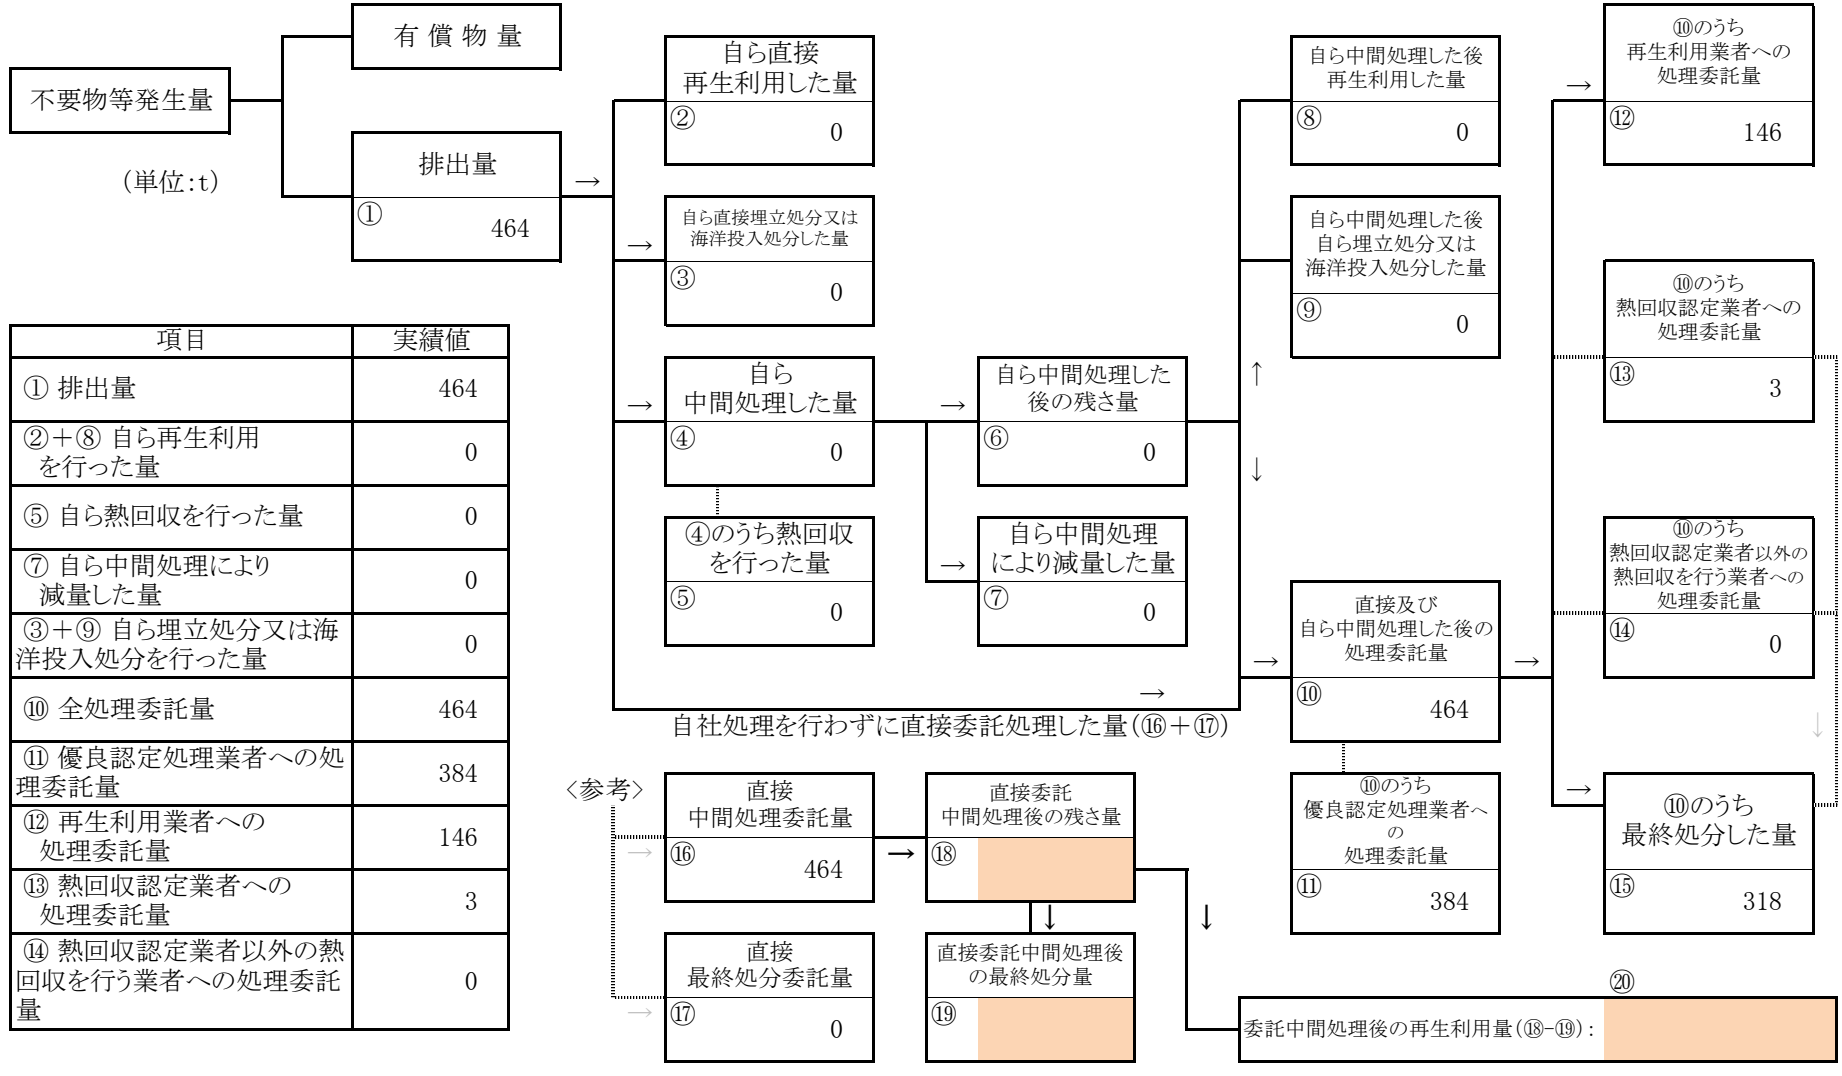 不要物等発生量
(単位:t)
有償物量
排出量
①
464
→
自ら直接
再生利用した量
②
0
→
自ら直接埋立処分又は
海洋投入処分した量
③
0
→
自ら
中間処理した量
④
0
④のうち熱回収
を行った量
⑤
0
→
自ら中間処理した
後の残さ量
⑥
0
→
自ら中間処理
により減量した量
⑦
0
→
自社処理を行わずに直接委託処理した量(⑯+⑰)
↑
↓
自ら中間処理した後
再生利用した量
⑧
0
自ら中間処理した後
自ら埋立処分又は
海洋投入処分した量
⑨
0
→
直接及び
自ら中間処理した後の
処理委託量
⑩
464
⑩のうち
優良認定処理業者へ
の
処理委託量
⑪
384
→
→
⑩のうち
再生利用業者への
処理委託量
⑫
146
⑩のうち
熱回収認定業者への
処理委託量
⑬
3
⑩のうち
熱回収認定業者以外の
熱回収を行う業者への
処理委託量
⑭
0
↓
→
⑩のうち
最終処分した量
⑮
318
項目 実績値
① 排出量 464
②+⑧ 自ら再生利用
を行った量 0
⑤ 自ら熱回収を行った量 0
⑦ 自ら中間処理により
減量した量 0
③+⑨ 自ら埋立処分又は海
洋投入処分を行った量 0
⑩ 全処理委託量 464
⑪ 優良認定処理業者への処
理委託量 384
⑫ 再生利用業者への
処理委託量 146
⑬ 熱回収認定業者への
処理委託量 3
⑭ 熱回収認定業者以外の熱
回収を行う業者への処理委託
量 0
<参考>
→
直接
中間処理委託量
⑯
464
→
直接
最終処分委託量
⑰
0
→
直接委託
中間処理後の残さ量
⑱
↓
直接委託中間処理後
の最終処分量
⑲
↓
⑳
委託中間処理後の再生利用量(⑱-⑲):